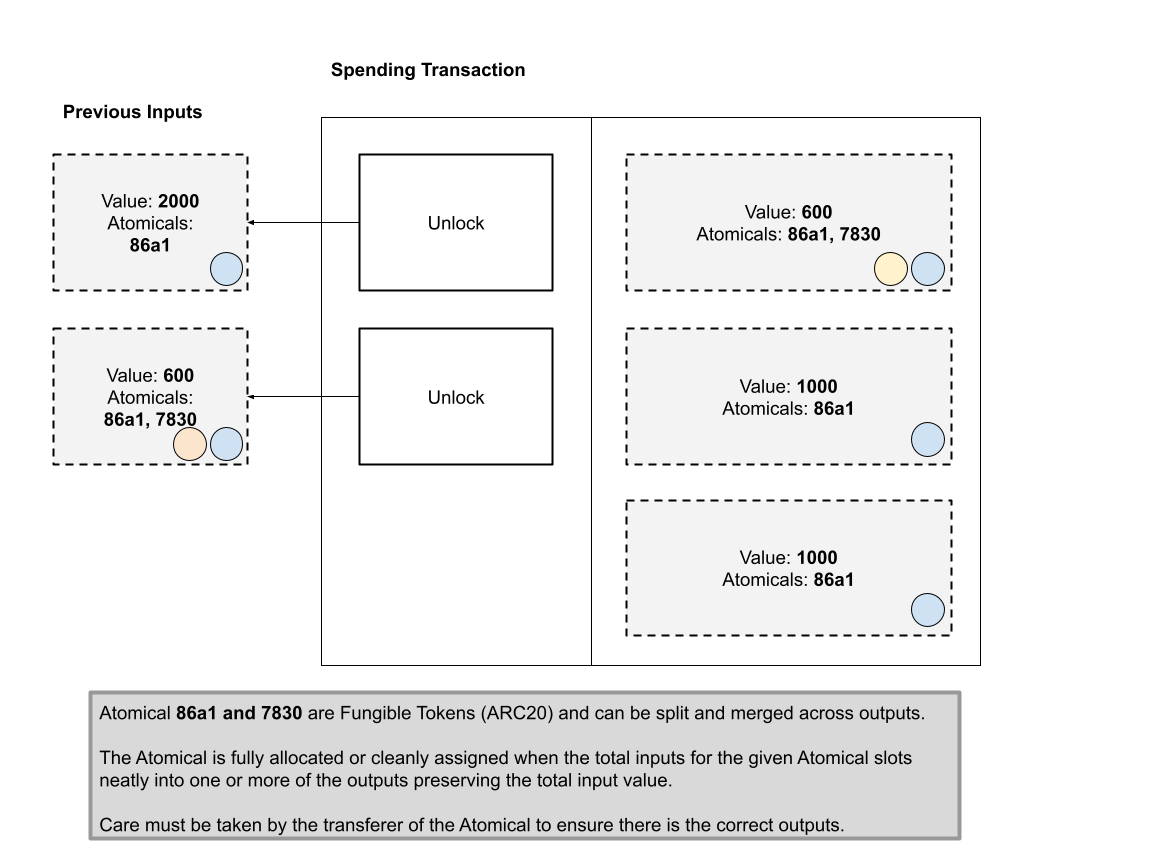 Spending Transaction
Previous Inputs
Value: 2000
Atomicals:
86a1
Unlock
Value: 600
Atomicals: 86a1, 7830
Value: 600
Atomicals:
86a1, 7830
Unlock
Value: 1000
Atomicals: 86a1
Value: 1000
Atomicals: 86a1
Atomical 86a1 and 7830 are Fungible Tokens (ARC20) and can be split and merged across outputs.
The Atomical is fully allocated or cleanly assigned when the total inputs for the given Atomical slots
neatly into one or more of the outputs preserving the total input value.
Care must be taken by the transferer of the Atomical to ensure there is the correct outputs.